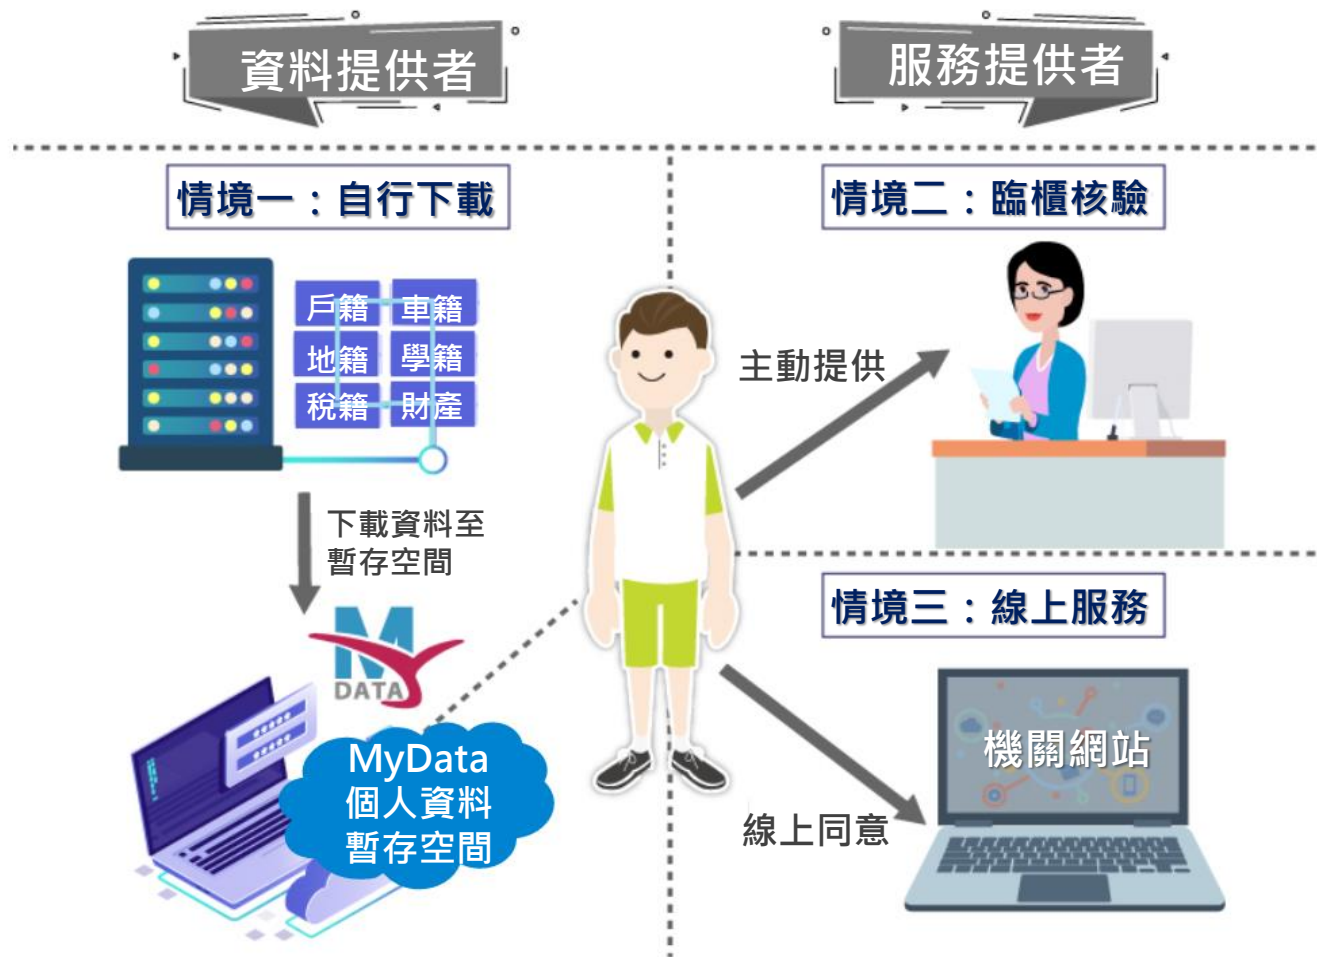 資料提供者
服務提供者
情境一：自行下載
戶籍
車籍
地籍
學籍
稅籍
財產
下載資料至
暫存空間
M
DATA
MyData
個人資料
暫存空間
情境二：臨櫃核驗
主動提供
情境三：線上服務
機關網站
線上同意